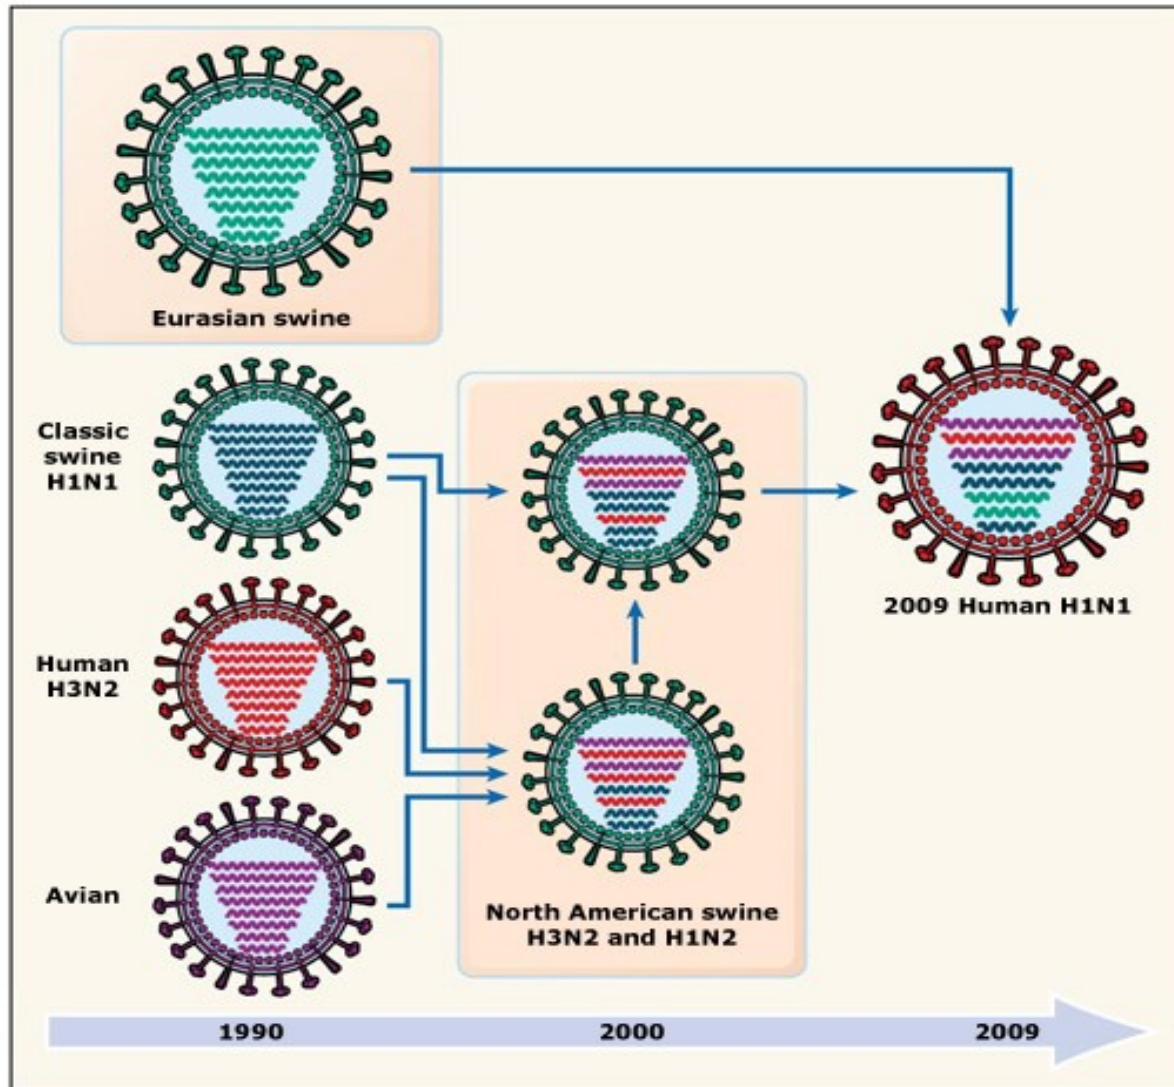 Eurasian swine
Classic
swine
H1N1
Human
H3N2
Avian
North American swine
H3N2 and H1N2
2009 Human H1N1
1990
2000
2009